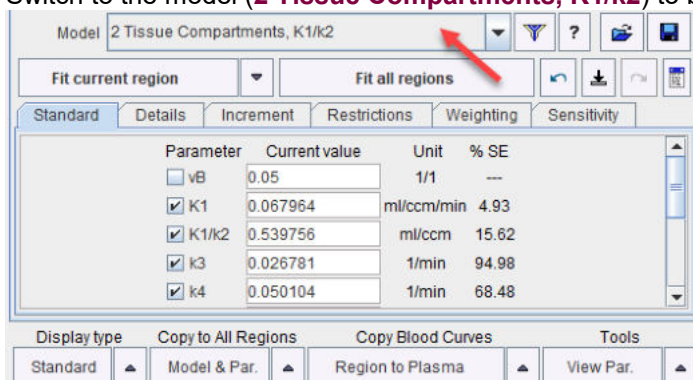 Switch to the model (2 Tissue Compartments, K1/k2) to b
Model 2 Tissue Compartments, K1/k2 ?
Fit current region Fit all regions
Standard Details Increment Restrictions Weighting Sensitivity
Parameter Current value Unit % SE
vB 0.05 1/1 ---
K1 0.067964 ml/ccm/min 4.93
K1/k2 0.539756 ml/ccm 15.62
k3 0.026781 1/min 94.98
k4 0.050104 1/min 68.48
Display type Copy to All Regions Copy Blood Curves Tools
Standard Model & Par. Region to Plasma View Par.